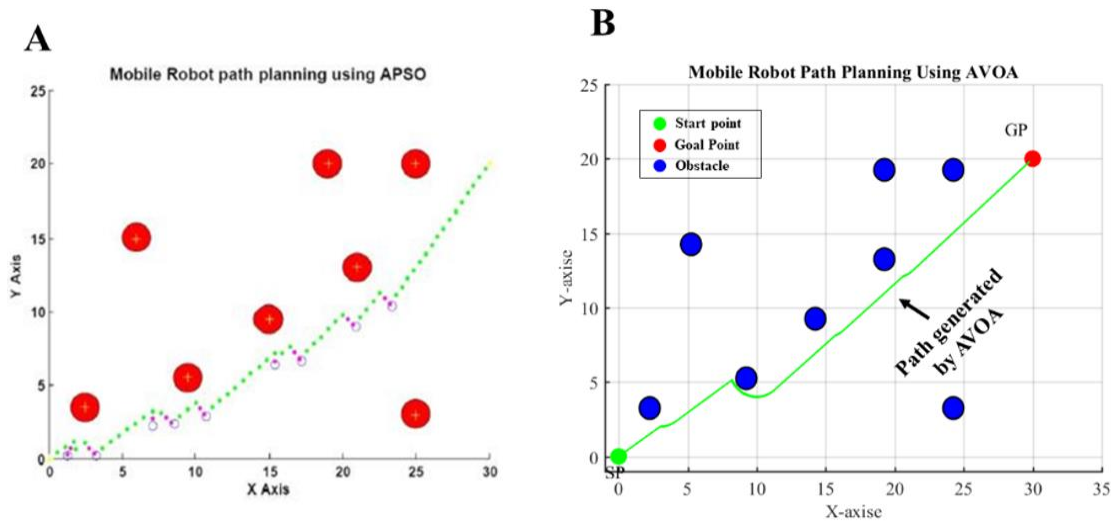 A
Mobile Robot path planning using APSO
25
20
15
10
5
0
Y Axis
0
5
10
15
20
25
30
X Axis
B
Mobile Robot Path Planning Using AVOA
25
20
15
10
5
0
Y-axise
Start point
Goal Point
Obstacle
GP
Path generated
by AVOA
SP
0
5
10
15
20
25
30
35
X-axise